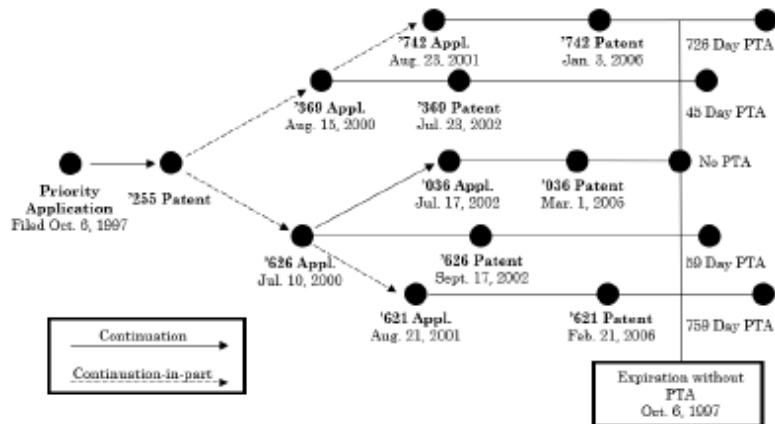 '742 Appl.
Aug. 23, 2001
'742 Patent
Jan. 3, 2006
726 Day PTA
'360 Appl.
Aug. 15, 2000
'360 Patent
Jul. 23, 2002
45 Day PTA
Priority
Application
Filed Oct. 6, 1997
'255 Patent
'036 Appl.
Jul. 17, 2002
'036 Patent
Mar. 1, 2005
No PTA
'626 Appl.
Jul. 10, 2000
'626 Patent
Sept. 17, 2002
59 Day PTA
'621 Appl.
Aug. 21, 2001
'621 Patent
Feb. 21, 2006
759 Day PTA
Continuation
Continuation-in-part
Expiration without
PTA
Oct. 6, 1997